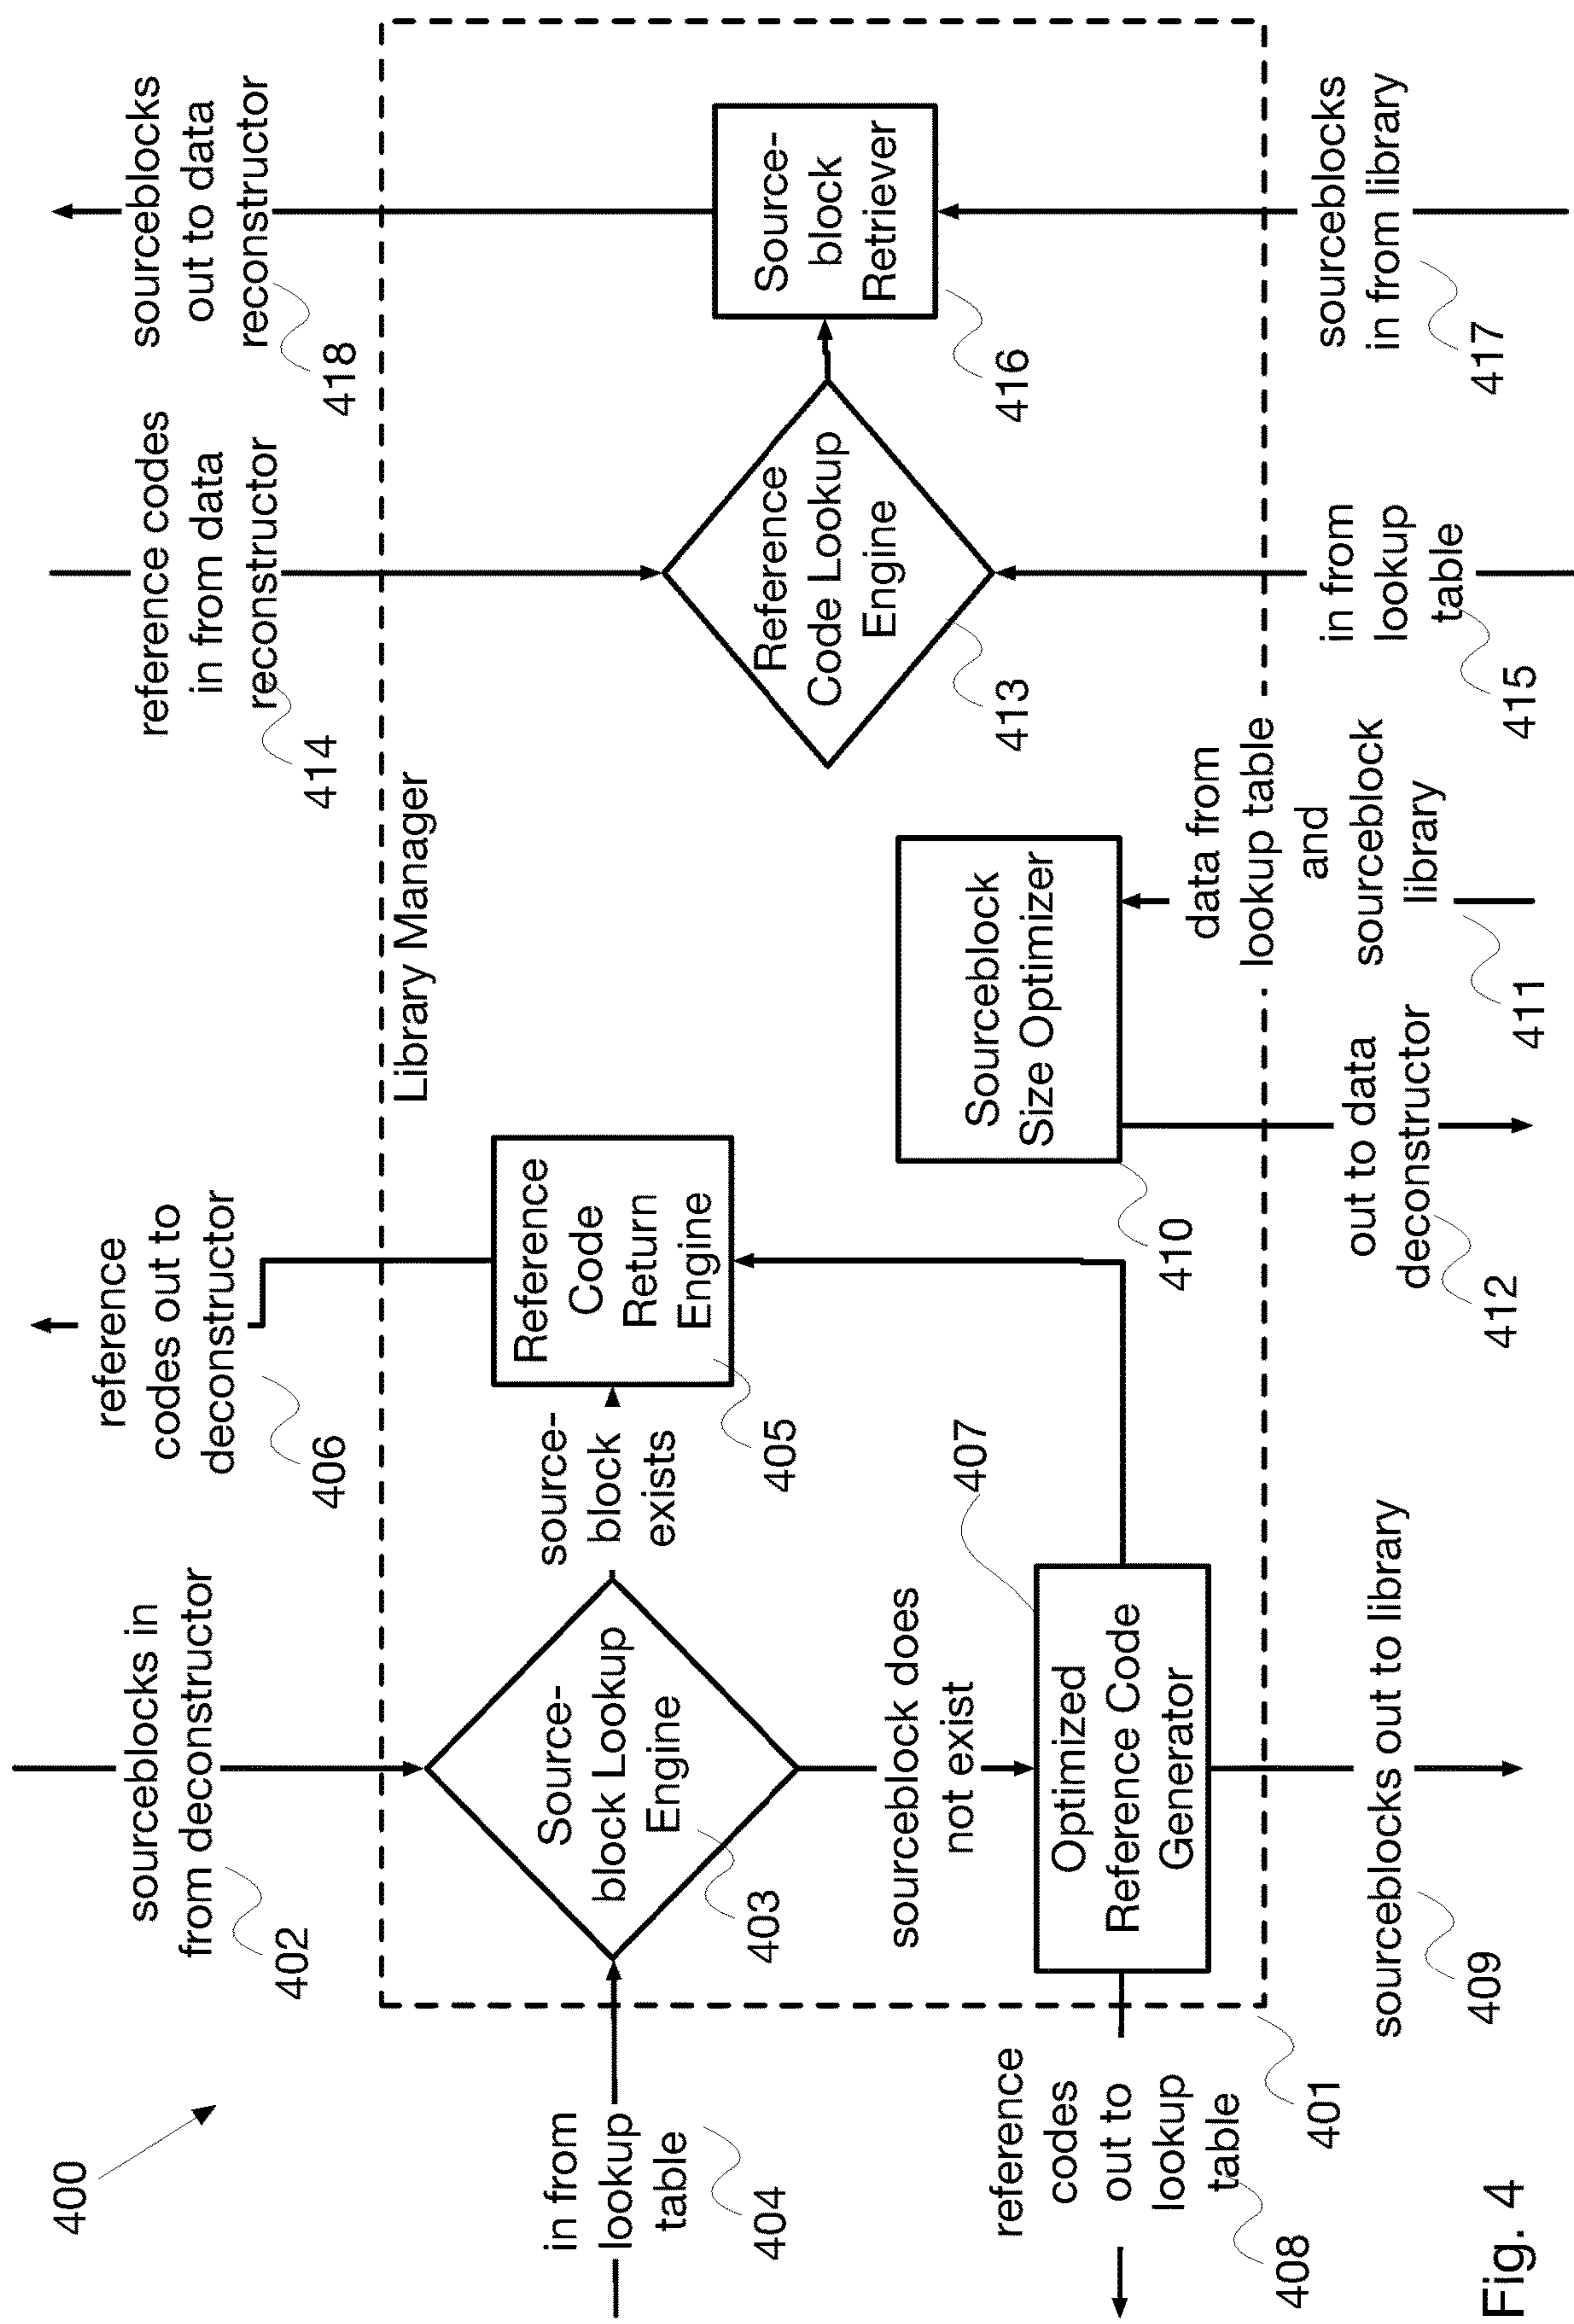 400
sourceblocks in
from deconstructor
402
reference
codes out to
deconstructor
406
reference codes
in from data
reconstructor
414
sourceblocks
out to data
reconstructor
418
Library Manager
in from
lookup
table
404
Source-
block Lookup
Engine
403
source-
block
exists
Reference
Code
Return
Engine
405
sourceblock does
not exist
407
Optimized
Reference Code
Generator
reference
codes
out to
lookup
table
408
401
sourceblocks out to library
409
Sourceblock
Size Optimizer
410
out to data
deconstructor
412
data from
lookup table
and
sourceblock
library
411
Reference
Code Lookup
Engine
413
in from
lookup
table
415
Source-
block
Retriever
416
sourceblocks
in from library
417
Fig. 4